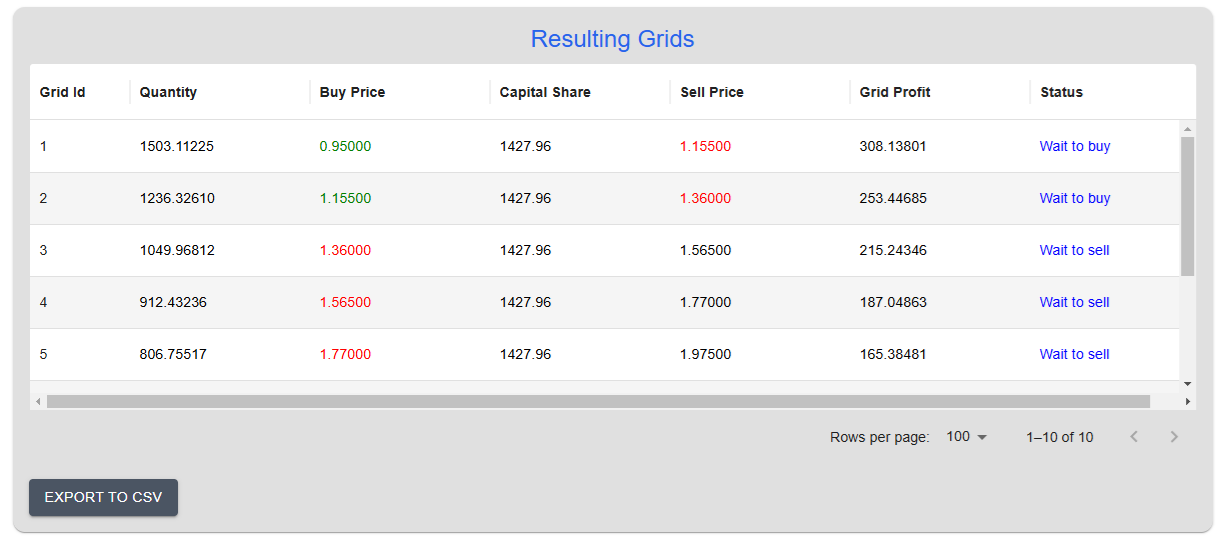 Resulting Grids
Grid Id Quantity Buy Price Capital Share Sell Price Grid Profit Status
1 1503.11225 0.95000 1427.96 1.15500 308.13801 Wait to buy
2 1236.32610 1.15500 1427.96 1.36000 253.44685 Wait to buy
3 1049.96812 1.36000 1427.96 1.56500 215.24346 Wait to sell
4 912.43236 1.56500 1427.96 1.77000 187.04863 Wait to sell
5 806.75517 1.77000 1427.96 1.97500 165.38481 Wait to sell
Rows per page: 100 1–10 of 10
EXPORT TO CSV